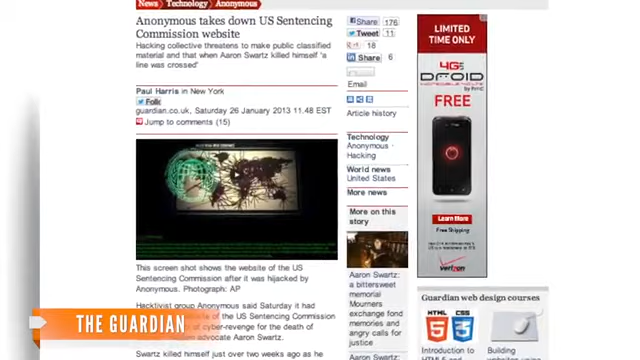 News
Technology
Anonymous
Anonymous takes down US Sentencing
Commission website
Hacking collective threatens to make public classified
material and that when Aaron Swartz killed himself 'a
line was crossed'
Paul Harris in New York
guardian.co.uk, Saturday 26 January 2013 11.48 EST
Jump to comments (15)
This screen shot shows the website of the US
Sentencing Commission after it was hijacked by
Anonymous. Photograph: AP
Hacktivist group Anonymous said Saturday it had
of the US Sentencing Commission
of cyber-revenge for the death of
advocate Aaron Swartz.
Swartz killed himself just over two weeks ago as he
THE GUARDIAN
Share 176
Tweet 11
+1 18
in Share 6
Email
Article history
Technology
Anonymous ·
Hacking
World news
United States
More news
More on this
story
Aaron Swartz:
a bittersweet
memorial
Mourners
exchange fond
memories and
angry calls for
justice
Aaron Swartz:
LIMITED
TIME ONLY
4G LTE
DROID
FREE
Learn More
Free Shipping
verizon
Guardian web design courses
HTML CSS
5 3
Introduction to
Building